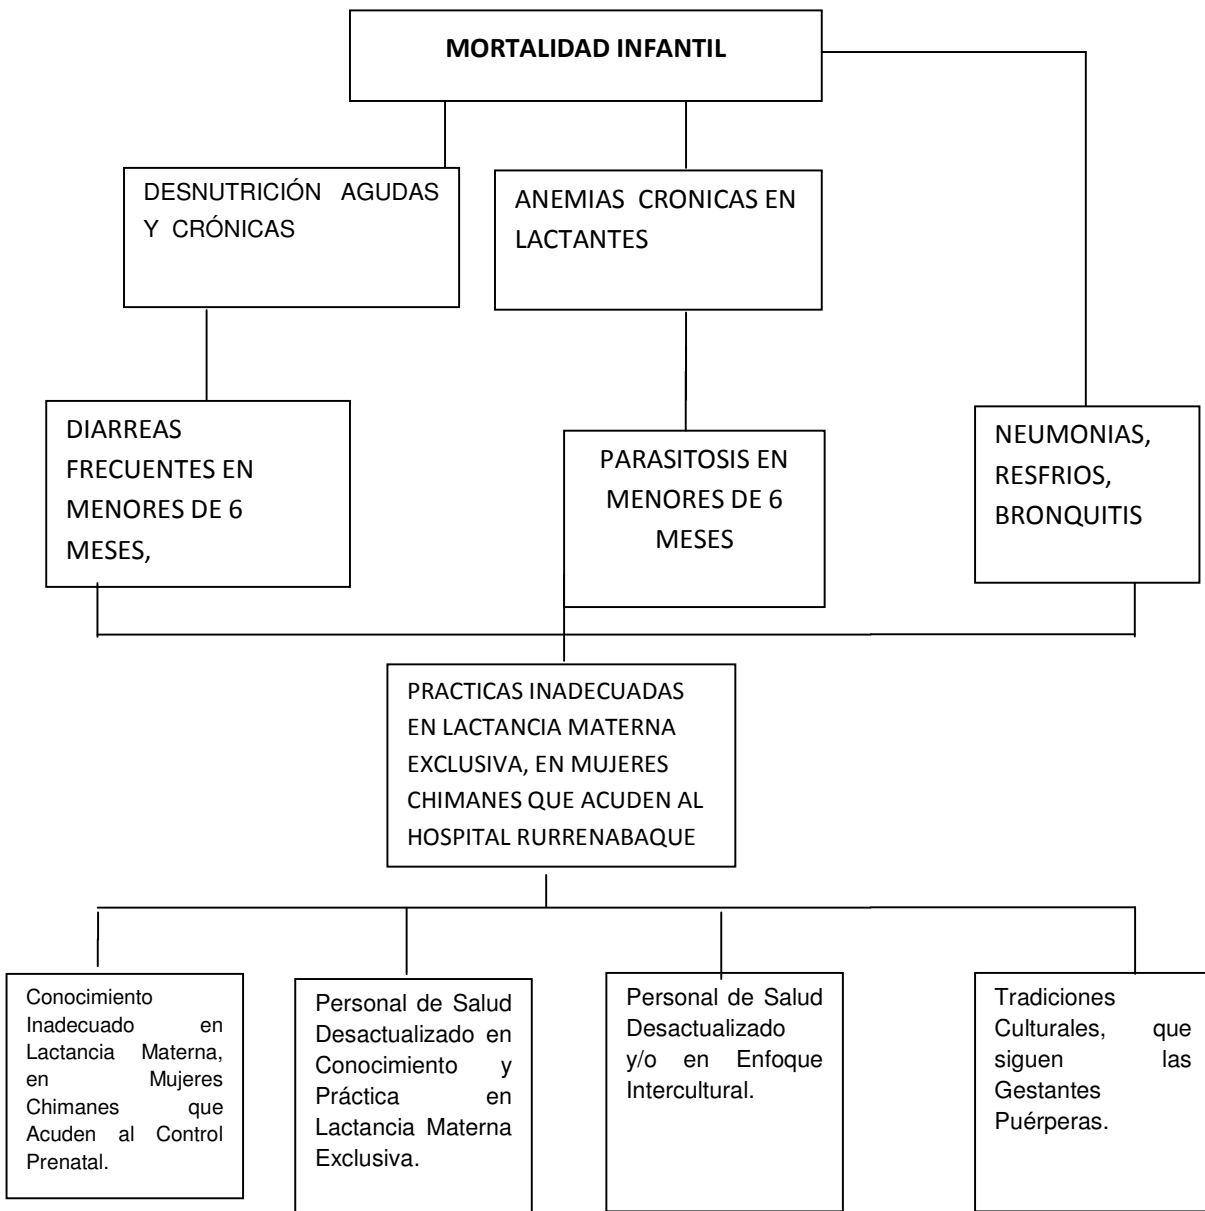 MORTALIDAD INFANTIL
DESNUTRICIÓN AGUDAS
Y CRÓNICAS
ANEMIAS CRONICAS EN
LACTANTES
DIARREAS
FRECUENTES EN
MENORES DE 6
MESES,
PARASITOSIS EN
MENORES DE 6
MESES
NEUMONIAS,
RESFRIOS,
BRONQUITIS
PRACTICAS INADECUADAS
EN LACTANCIA MATERNA
EXCLUSIVA, EN MUJERES
CHIMANES QUE ACUDEN AL
HOSPITAL RURRENABAQUE
Conocimiento
Inadecuado en
Lactancia Materna,
en Mujeres
Chimanes que
Acuden al Control
Prenatal.
Personal de Salud
Desactualizado en
Conocimiento y
Práctica en
Lactancia Materna
Exclusiva.
Personal de Salud
Desactualizado
y/o en Enfoque
Intercultural.
Tradiciones
Culturales, que
siguen las
Gestantes
Puérperas.